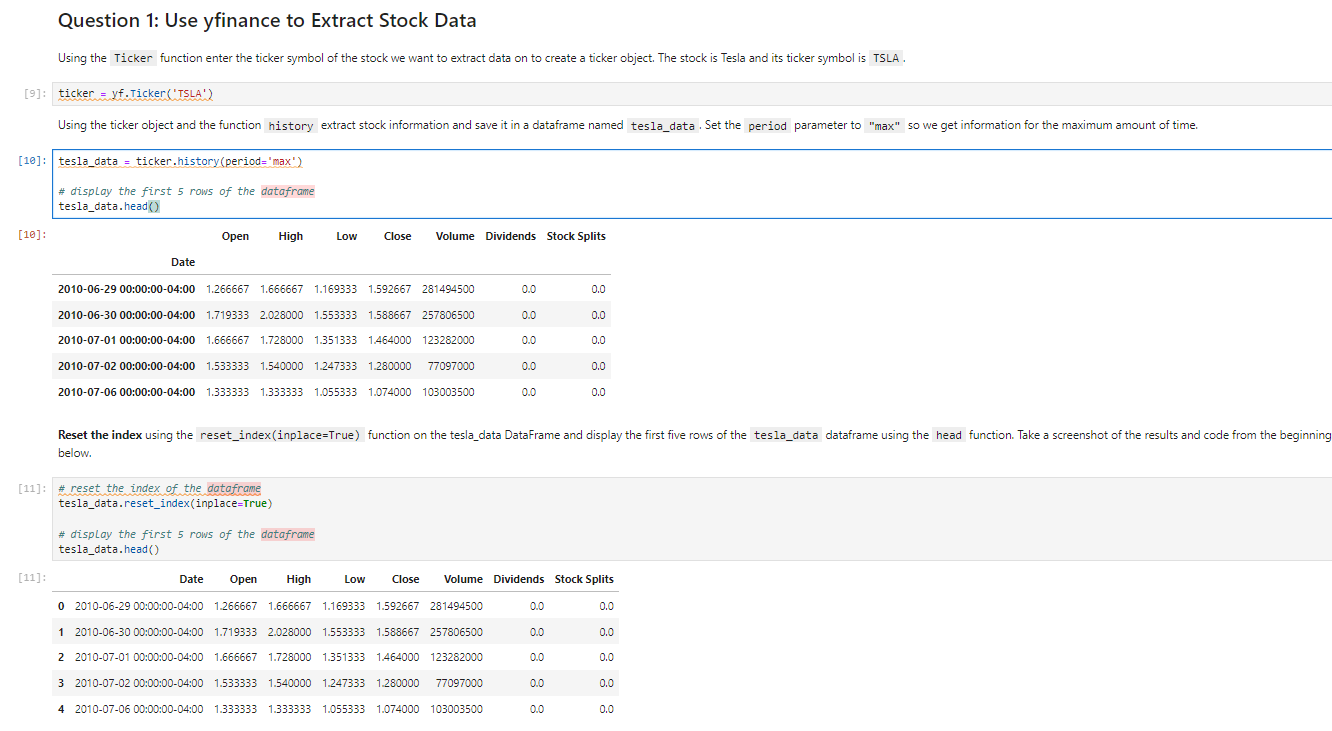 Question 1: Use yfinance to Extract Stock Data
Using the Ticker function enter the ticker symbol of the stock we want to extract data on to create a ticker object. The stock is Tesla and its ticker symbol is TSLA .
[9]: ticker = yf.Ticker('TSLA')
Using the ticker object and the function history extract stock information and save it in a dataframe named tesla_data . Set the period parameter to "max" so we get information for the maximum amount of time.
[10]: tesla_data = ticker.history(period='max')
# display the first 5 rows of the dataframe
tesla_data.head()
[10]: Open High Low Close Volume Dividends Stock Splits
Date
2010-06-29 00:00:00-04:00 1.266667 1.666667 1.169333 1.592667 281494500 0.0 0.0
2010-06-30 00:00:00-04:00 1.719333 2.028000 1.553333 1.588667 257806500 0.0 0.0
2010-07-01 00:00:00-04:00 1.666667 1.728000 1.351333 1.464000 123282000 0.0 0.0
2010-07-02 00:00:00-04:00 1.533333 1.540000 1.247333 1.280000 77097000 0.0 0.0
2010-07-06 00:00:00-04:00 1.333333 1.333333 1.055333 1.074000 103003500 0.0 0.0
Reset the index using the reset_index(inplace=True) function on the tesla_data DataFrame and display the first five rows of the tesla_data dataframe using the head function. Take a screenshot of the results and code from the beginning
below.
[11]: # reset the index of the dataframe
tesla_data.reset_index(inplace=True)
# display the first 5 rows of the dataframe
tesla_data.head()
[11]: Date Open High Low Close Volume Dividends Stock Splits
0 2010-06-29 00:00:00-04:00 1.266667 1.666667 1.169333 1.592667 281494500 0.0 0.0
1 2010-06-30 00:00:00-04:00 1.719333 2.028000 1.553333 1.588667 257806500 0.0 0.0
2 2010-07-01 00:00:00-04:00 1.666667 1.728000 1.351333 1.464000 123282000 0.0 0.0
3 2010-07-02 00:00:00-04:00 1.533333 1.540000 1.247333 1.280000 77097000 0.0 0.0
4 2010-07-06 00:00:00-04:00 1.333333 1.333333 1.055333 1.074000 103003500 0.0 0.0